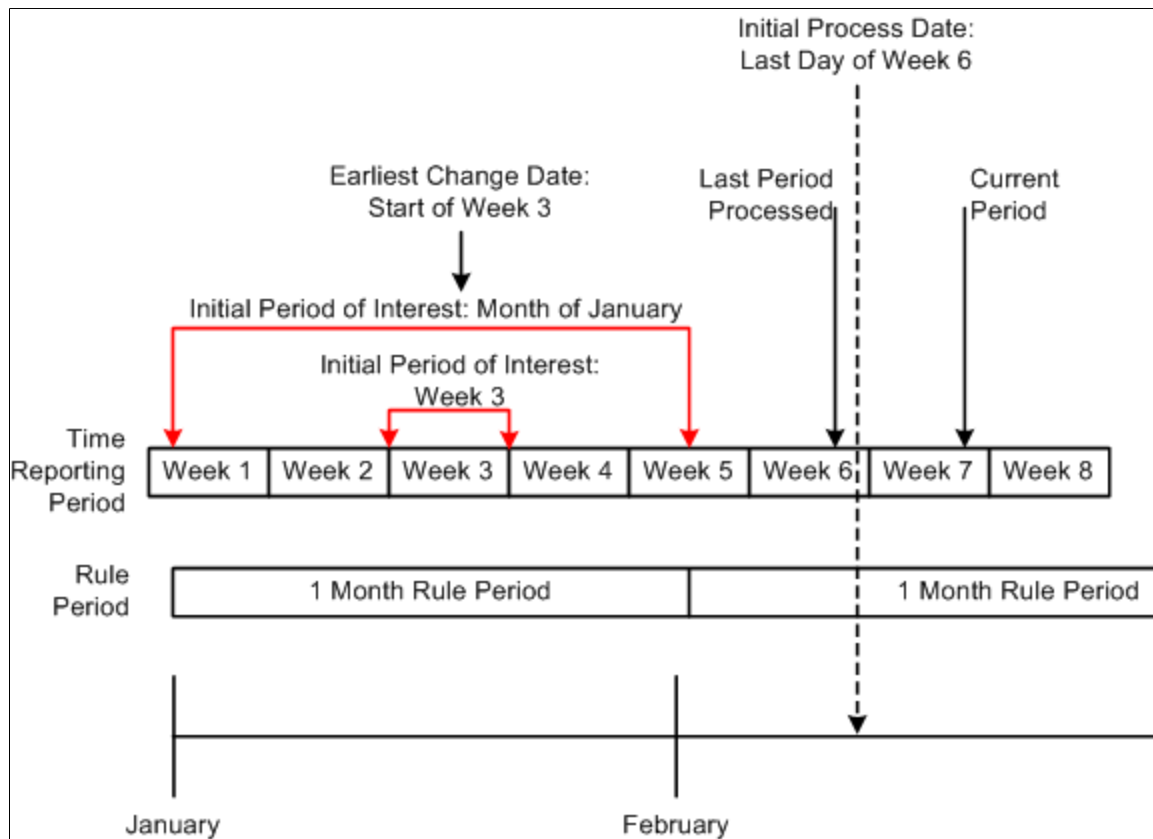 Initial Process Date:
Last Day of Week 6
Earliest Change Date:
Start of Week 3
Last Period
Processed
Current
Period
Initial Period of Interest: Month of January
Initial Period of Interest:
Week 3
Time
Reporting
Period
Week 1
Week 2
Week 3
Week 4
Week 5
Week 6
Week 7
Week 8
Rule
Period
1 Month Rule Period
1 Month Rule Period
January
February